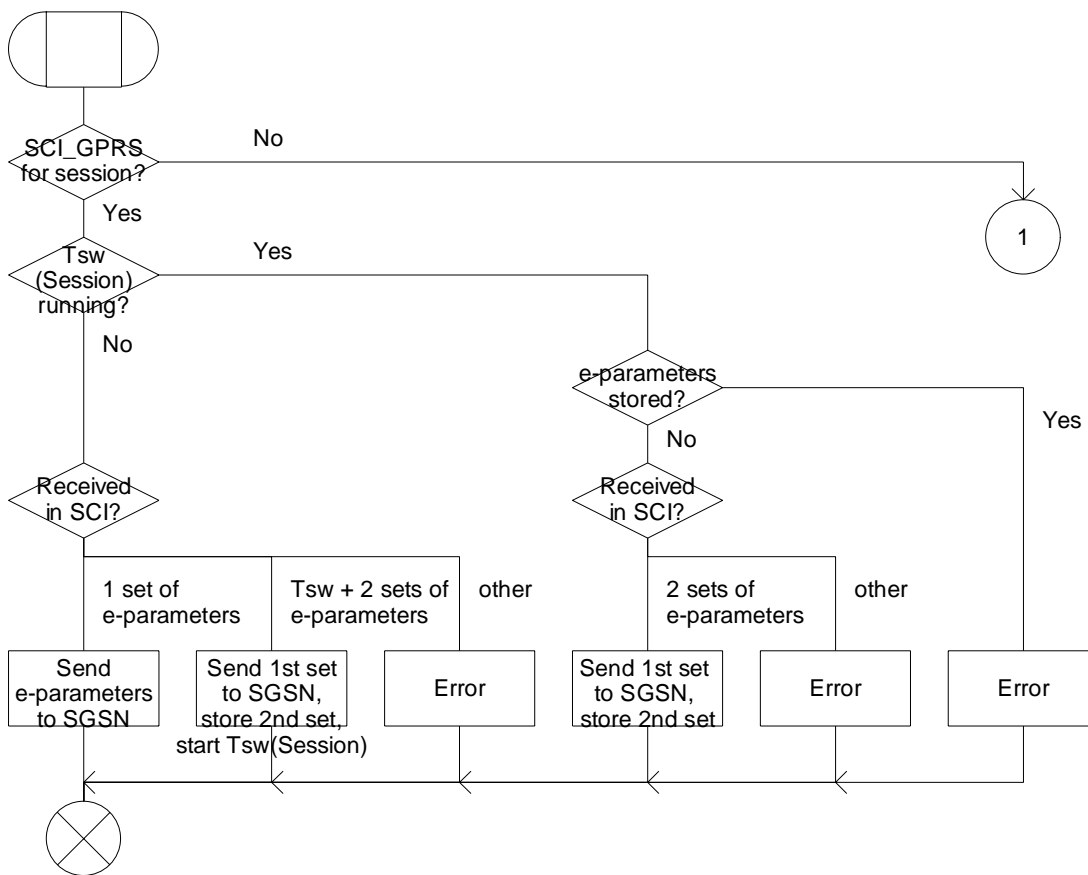 SCI_GPRS
for session?
No
Yes
1
Tsw
(Session)
running?
Yes
No
e-parameters
stored?
Yes
No
Received
in SCI?
Received
in SCI?
1 set of
e-parameters
Tsw + 2 sets of
e-parameters
other
2 sets of
e-parameters
other
Send
e-parameters
to SGSN
Send 1st set
to SGSN,
store 2nd set,
start Tsw(Session)
Error
Send 1st set
to SGSN,
store 2nd set
Error
Error